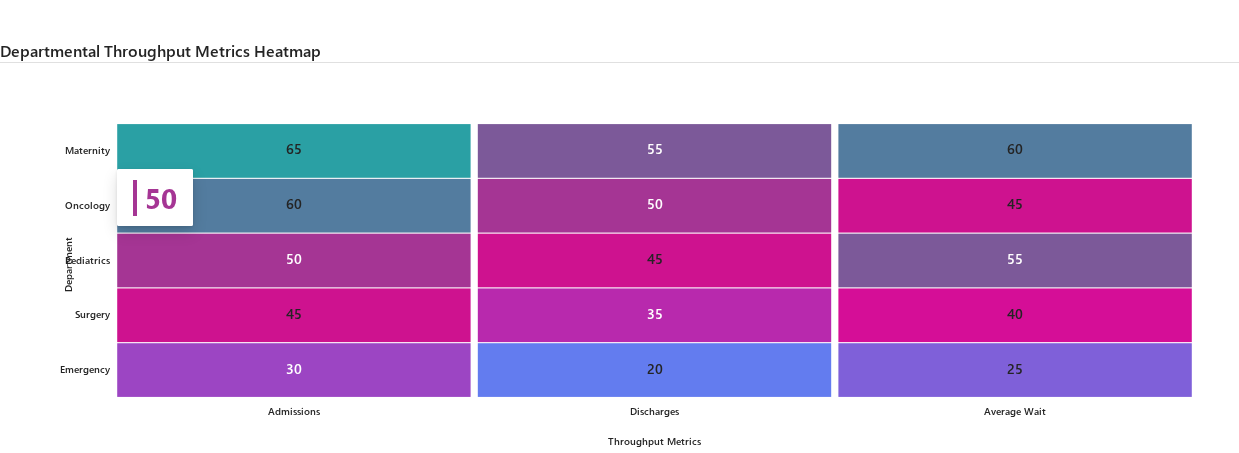 Departmental Throughput Metrics Heatmap
Maternity 65 55 60
50
Oncology 60 50 45
Department
Pediatrics 50 45 55
Surgery 45 35 40
Emergency 30 20 25
Admissions Discharges Average Wait
Throughput Metrics